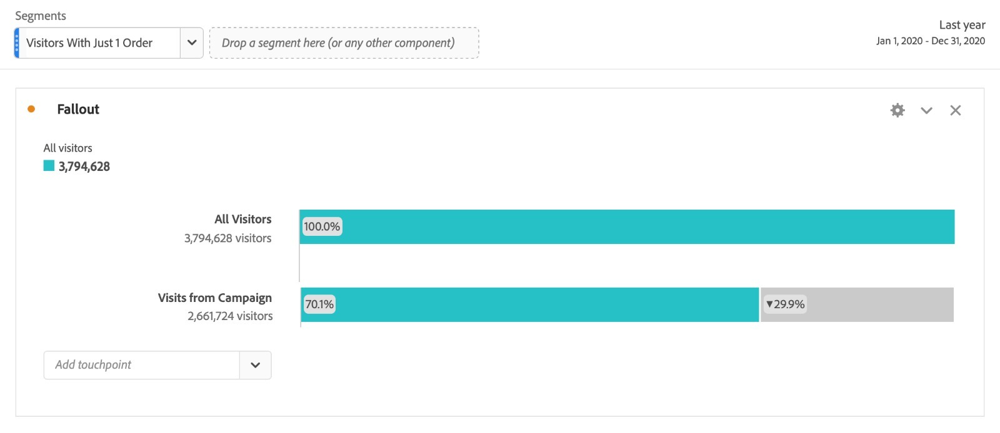 Segments
Visitors With Just 1 Order
Drop a segment here (or any other component)
Last year
Jan 1, 2020 - Dec 31, 2020
Fallout
All visitors
3,794,628
All Visitors
3,794,628 visitors
100.0%
Visits from Campaign
2,661,724 visitors
70.1%
▼29.9%
Add touchpoint